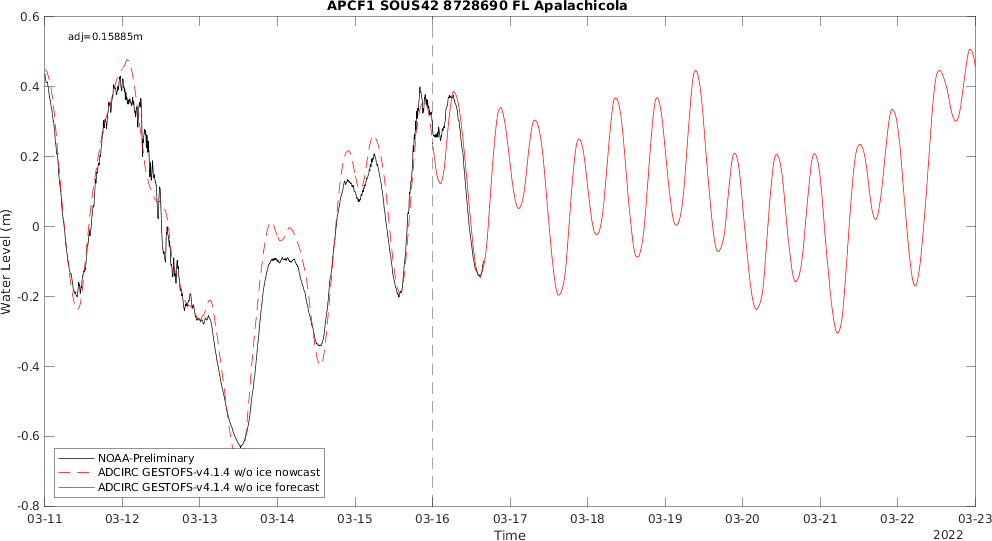 APCF1 SOUS42 8728690 FL Apalachicola
adj=0.15885m
0.6
0.4
0.2
0
-0.2
-0.4
-0.6
-0.8
Water Level (m)
NOAA-Preliminary
ADCIRC GESTOFS-v4.1.4 w/o ice nowcast
ADCIRC GESTOFS-v4.1.4 w/o ice forecast
03-11 03-12 03-13 03-14 03-15 03-16 03-17 03-18 03-19 03-20 03-21 03-22 03-23
Time
2022